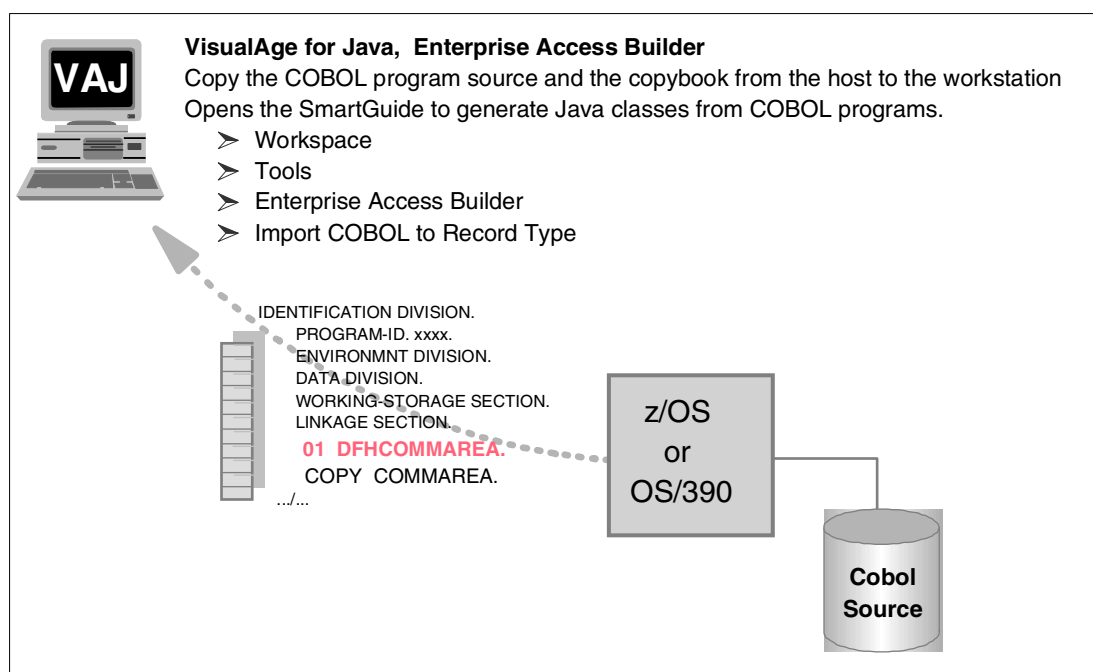 VAJ
VisualAge for Java, Enterprise Access Builder
Copy the COBOL program source and the copybook from the host to the workstation
Opens the SmartGuide to generate Java classes from COBOL programs.
➢ Workspace
➢ Tools
➢ Enterprise Access Builder
➢ Import COBOL to Record Type
IDENTIFICATION DIVISION.
PROGRAM-ID. xxxx.
ENVIRONMNT DIVISION.
DATA DIVISION.
WORKING-STORAGE SECTION.
LINKAGE SECTION.
01 DFHCOMMAREA.
COPY COMMAREA.
.../...
z/OS
or
OS/390
Cobol
Source